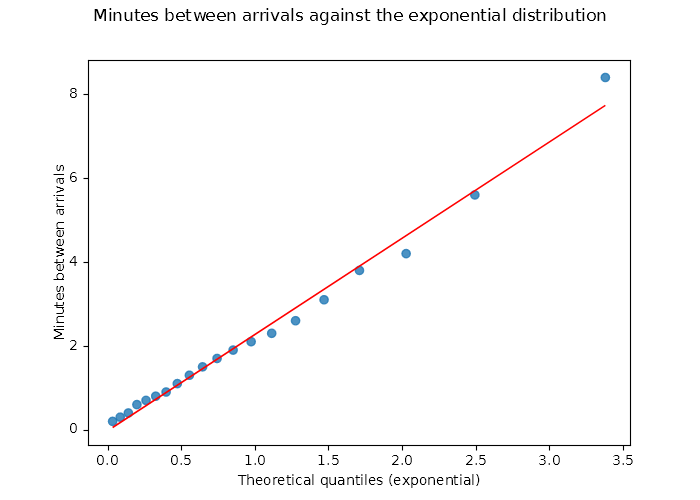 Minutes between arrivals against the exponential distribution
Minutes between arrivals
8
6
4
2
0
0.0 0.5 1.0 1.5 2.0 2.5 3.0 3.5
Theoretical quantiles (exponential)